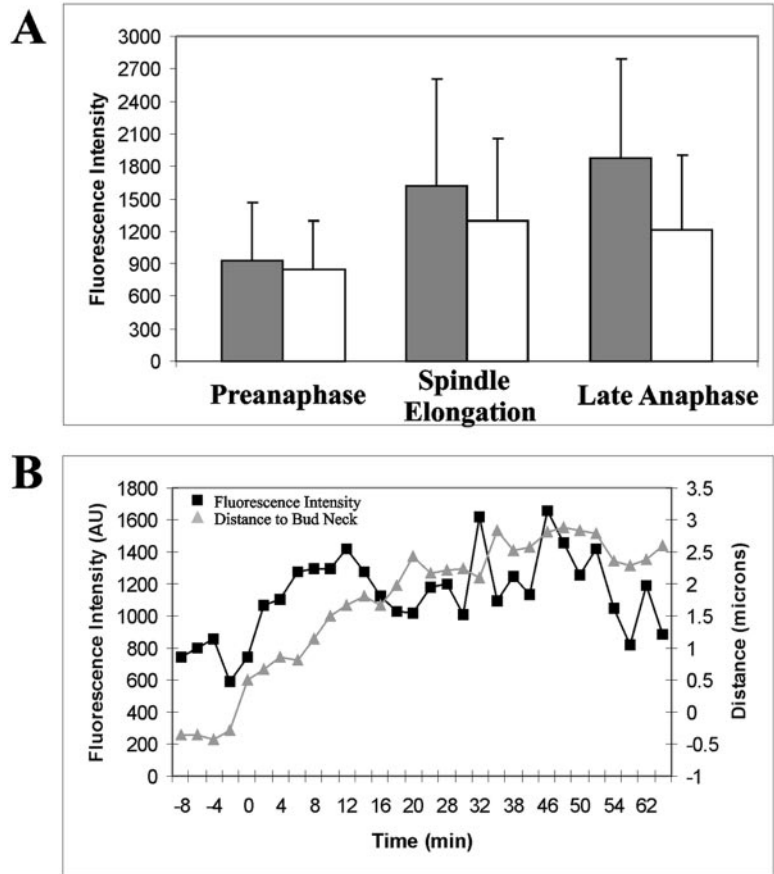 A
3000
2700
2400
2100
1800
1500
1200
900
600
300
0
Fluorescence Intensity
Preanaphase
Spindle
Elongation
Late Anaphase
B
1800
1600
1400
1200
1000
800
600
400
200
0
Fluorescence Intensity (AU)
Fluorescence Intensity
Distance to Bud Neck
3.5
3
2.5
2
1.5
1
0.5
0
-0.5
-1
Distance (microns)
-8 -4 0 4 8 12 16 20 28 32 38 46 50 54 62
Time (min)